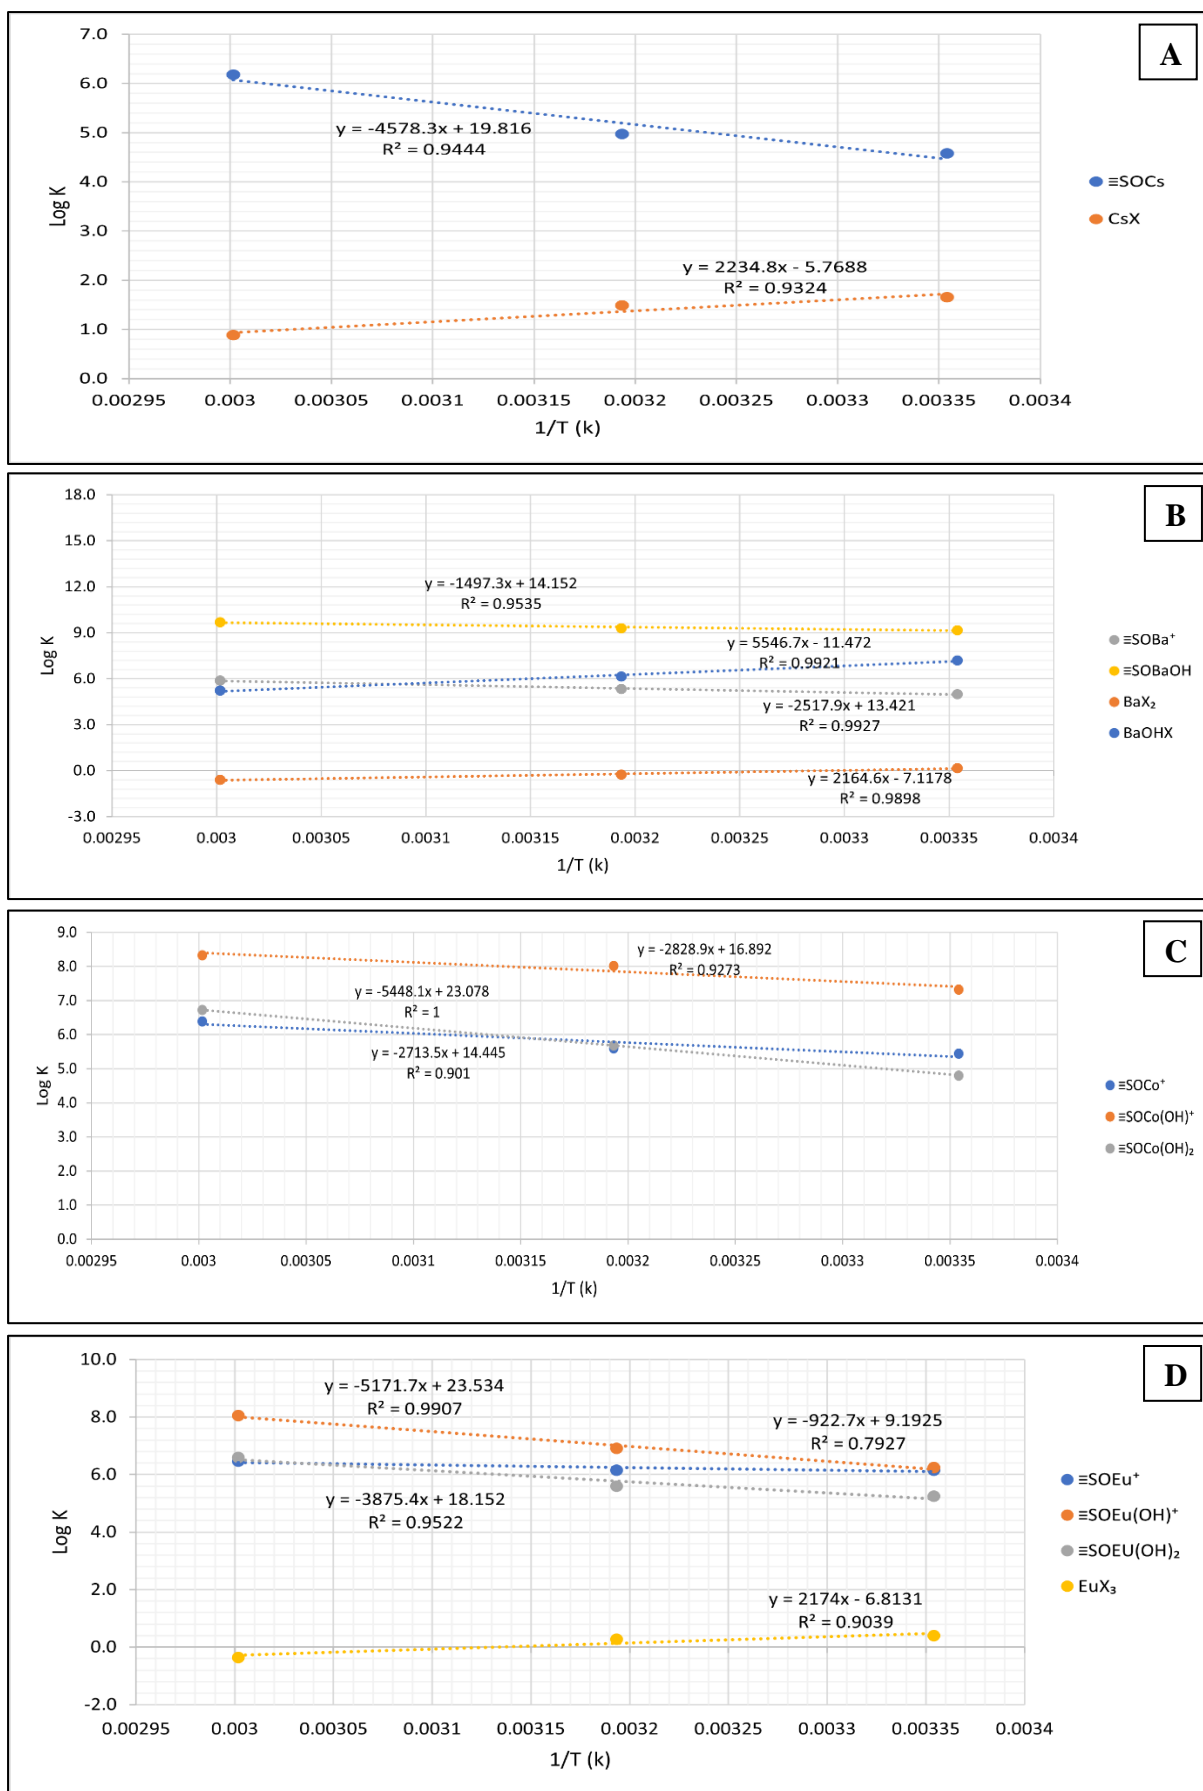 A
7.0
6.0
5.0
4.0
3.0
2.0
1.0
0.0
Log K
y = -4578.3x + 19.816
R² = 0.9444
y = 2234.8x - 5.7688
R² = 0.9324
≡SOCs
CsX
0.00295 0.003 0.00305 0.0031 0.00315 0.0032 0.00325 0.0033 0.00335 0.0034
1/T (k)
B
18.0
15.0
12.0
9.0
6.0
3.0
0.0
-3.0
Log K
y = -1497.3x + 14.152
R² = 0.9535
y = 5546.7x - 11.472
R² = 0.9921
y = -2517.9x + 13.421
R² = 0.9927
y = 2164.6x - 7.1178
R² = 0.9898
≡SOBa⁺
≡SOBaOH
BaX₂
BaOHX
0.00295 0.003 0.00305 0.0031 0.00315 0.0032 0.00325 0.0033 0.00335 0.0034
1/T (k)
C
9.0
8.0
7.0
6.0
5.0
4.0
3.0
2.0
1.0
0.0
Log K
y = -2828.9x + 16.892
R² = 0.9273
y = -5448.1x + 23.078
R² = 1
y = -2713.5x + 14.445
R² = 0.901
≡SOCo⁺
≡SOCo(OH)⁺
≡SOCo(OH)₂
0.00295 0.003 0.00305 0.0031 0.00315 0.0032 0.00325 0.0033 0.00335 0.0034
1/T (k)
D
10.0
8.0
6.0
4.0
2.0
0.0
-2.0
Log K
y = -5171.7x + 23.534
R² = 0.9907
y = -922.7x + 9.1925
R² = 0.7927
y = -3875.4x + 18.152
R² = 0.9522
y = 2174x - 6.8131
R² = 0.9039
≡SOEu⁺
≡SOEu(OH)⁺
≡SOEU(OH)₂
EuX₃
0.00295 0.003 0.00305 0.0031 0.00315 0.0032 0.00325 0.0033 0.00335 0.0034
1/T (k)